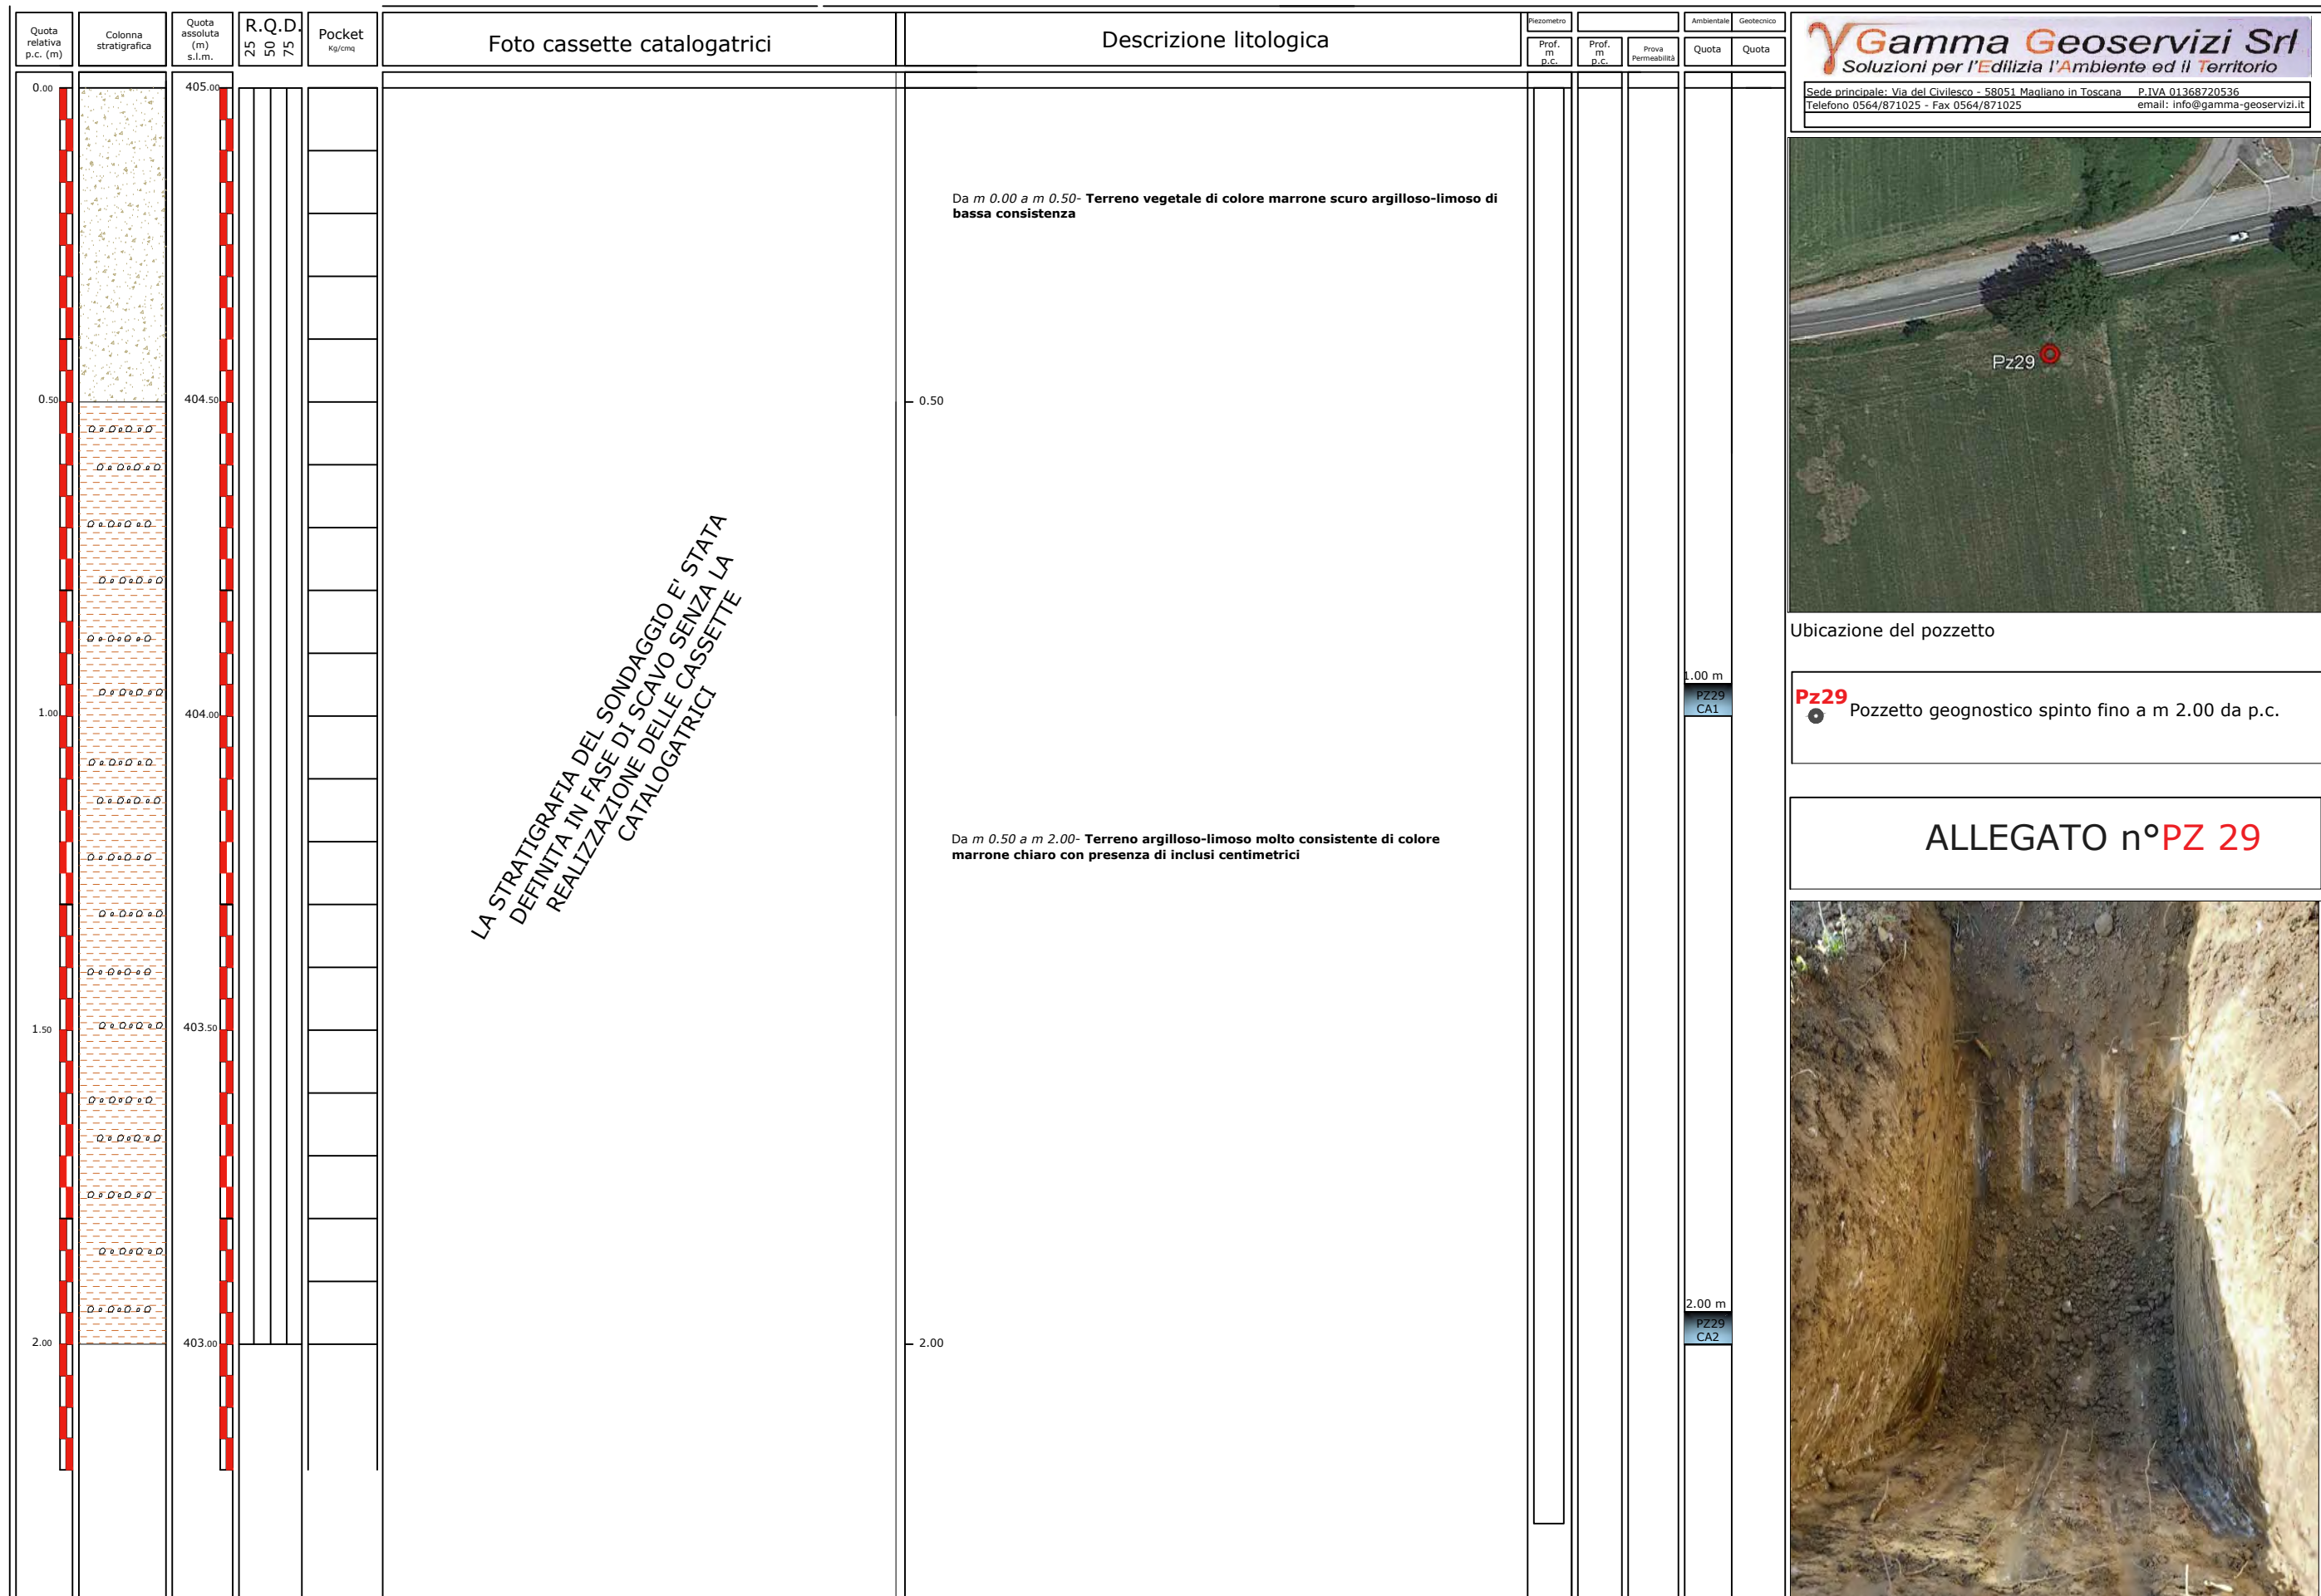 Quota
relativa
p.c. (m)
Colonna
stratigrafica
Quota
assoluta
(m)
s.l.m.
R.Q.D.
25
50
75
Pocket
Kg/cmq
Foto cassette catalogatrici
Descrizione litologica
Piezometro
Prof.
m
p.c.
Prof.
m
p.c.
Prova
Permeabilità
Ambientale
Quota
Geotecnico
Quota
γ Gamma Geoservizi Srl
Soluzioni per l'Edilizia l'Ambiente ed il Territorio
Sede principale: Via del Civilesco - 58051 Magliano in Toscana P.IVA 01368720536
Telefono 0564/871025 - Fax 0564/871025 email: info@gamma-geoservizi.it
0.00
405.00
Da m 0.00 a m 0.50- Terreno vegetale di colore marrone scuro argilloso-limoso di
bassa consistenza
Pz29
0.50
404.50
0.50
LA STRATIGRAFIA DEL SONDAGGIO E' STATA
DEFINITA IN FASE DI SCAVO SENZA LA
REALIZZAZIONE DELLE CASSETTE
CATALOGATRICI
Ubicazione del pozzetto
1.00
404.00
1.00 m
PZ29
CA1
Pz29
Pozzetto geognostico spinto fino a m 2.00 da p.c.
Da m 0.50 a m 2.00- Terreno argilloso-limoso molto consistente di colore
marrone chiaro con presenza di inclusi centimetrici
ALLEGATO n°PZ 29
1.50
403.50
2.00 m
PZ29
CA2
2.00
403.00
2.00